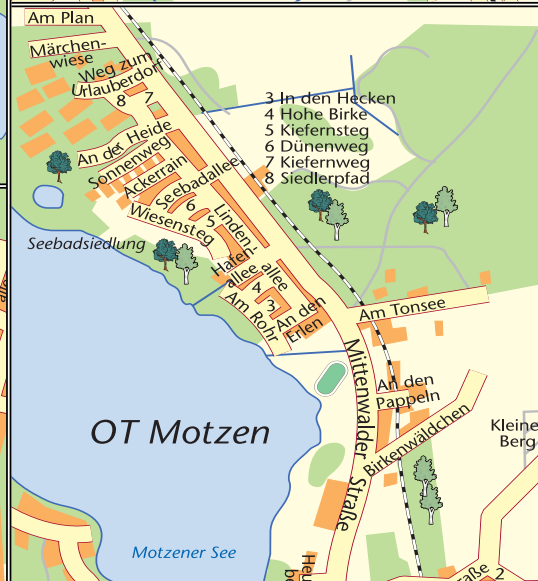 Am Plan
Märchen-
wiese
Weg zum
Urlauberdorf
8
7
3 In den Hecken
4 Hohe Birke
5 Kiefernsteg
6 Dünenweg
7 Kiefernweg
8 Siedlerpfad
An der Heide
Sonnenweg
Ackerrain
Seebadallee
6
5
Wiesensteg
Linden-
allee
Seebadsiedlung
Hafen-
allee
4
3
Am Rohr
An den
Erlen
Am Tonsee
Mittenwalder
Straße
An den
Pappeln
Birkenwäldchen
Kleine
Berg
OT Motzen
Motzener See
2